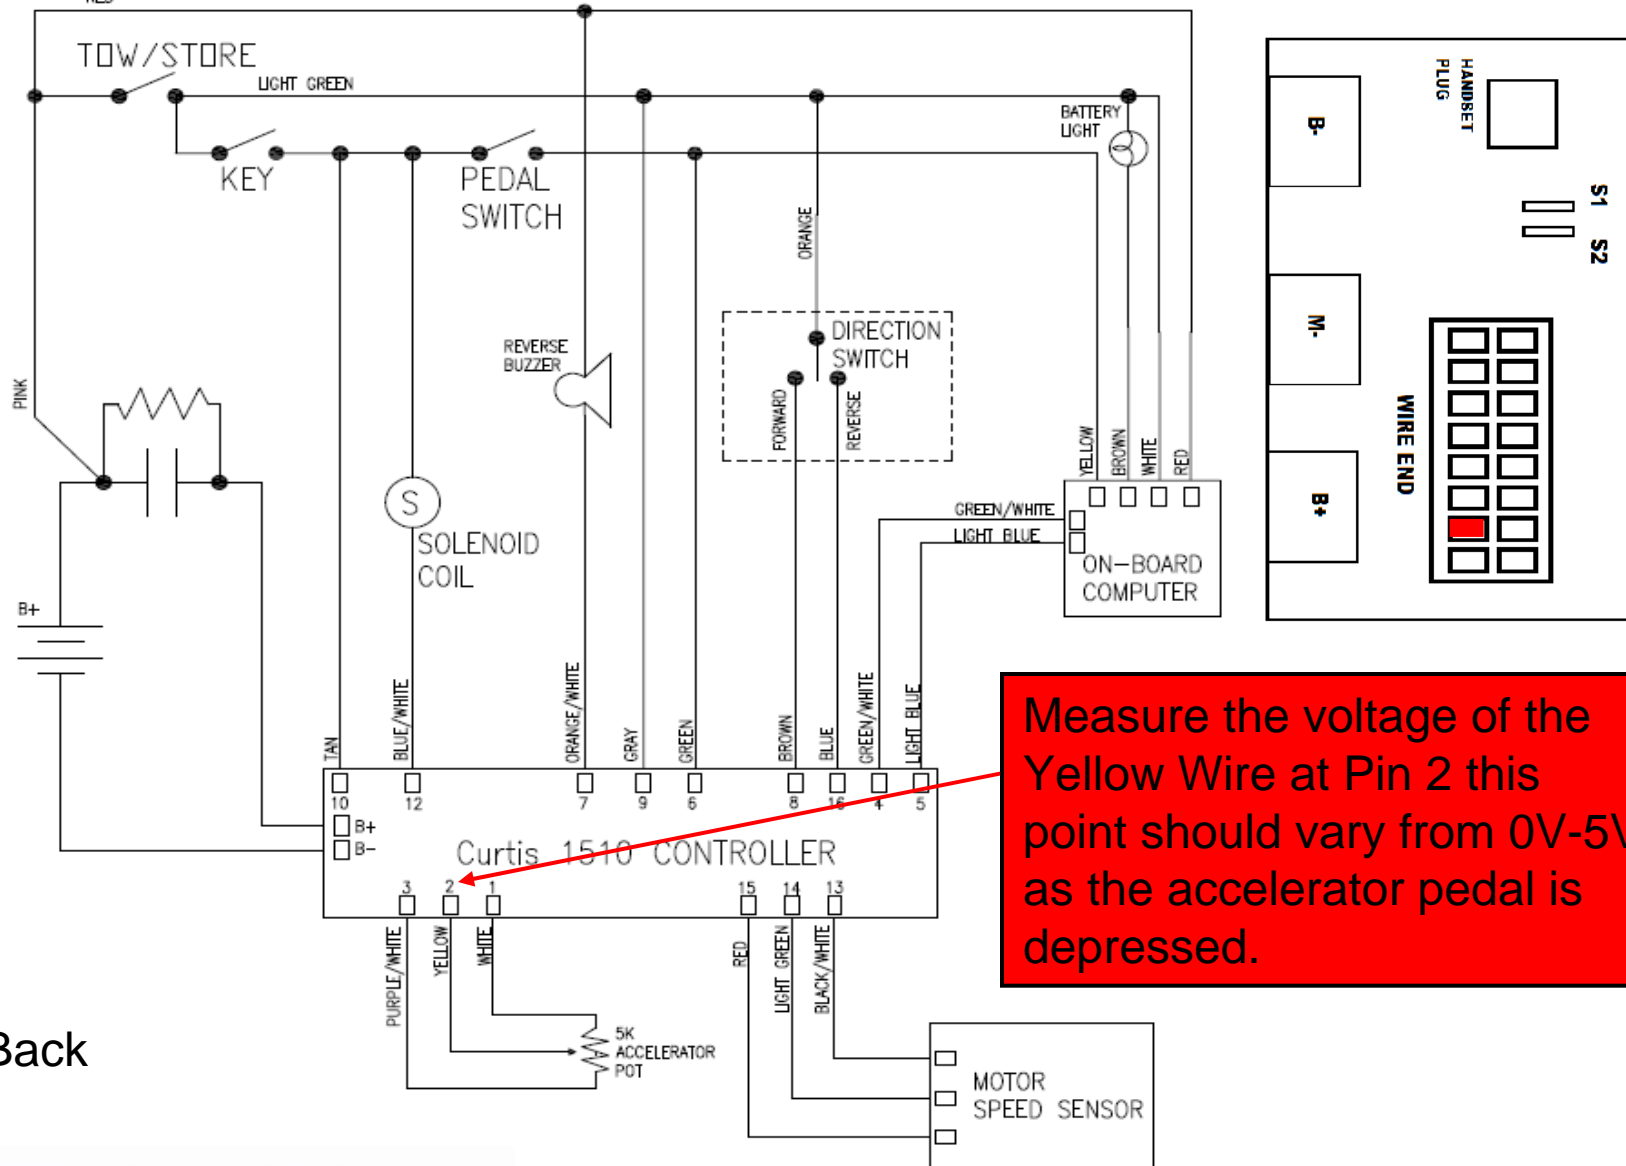 RED
TOW/STORE
LIGHT GREEN
KEY
PEDAL
SWITCH
BATTERY
LIGHT
ORANGE
DIRECTION
SWITCH
FORWARD
REVERSE
REVERSE
BUZZER
PINK
SOLENOID
COIL
S
B+
YELLOW
BROWN
WHITE
RED
GREEN/WHITE
LIGHT BLUE
ON-BOARD
COMPUTER
TAN
BLUE/WHITE
ORANGE/WHITE
GRAY
GREEN
BROWN
BLUE
GREEN/WHITE
LIGHT BLUE
10
12
7
9
6
8
16
4
5
B+
B-
Curtis 1510 CONTROLLER
3
2
1
15
14
13
PURPLE/WHITE
YELLOW
WHITE
RED
LIGHT GREEN
BLACK/WHITE
5K
ACCELERATOR
POT
MOTOR
SPEED SENSOR
HANDSET
PLUG
B-
M-
B+
S1
S2
WIRE END
Measure the voltage of the
Yellow Wire at Pin 2 this
point should vary from 0V-5V
as the accelerator pedal is
depressed.
Back